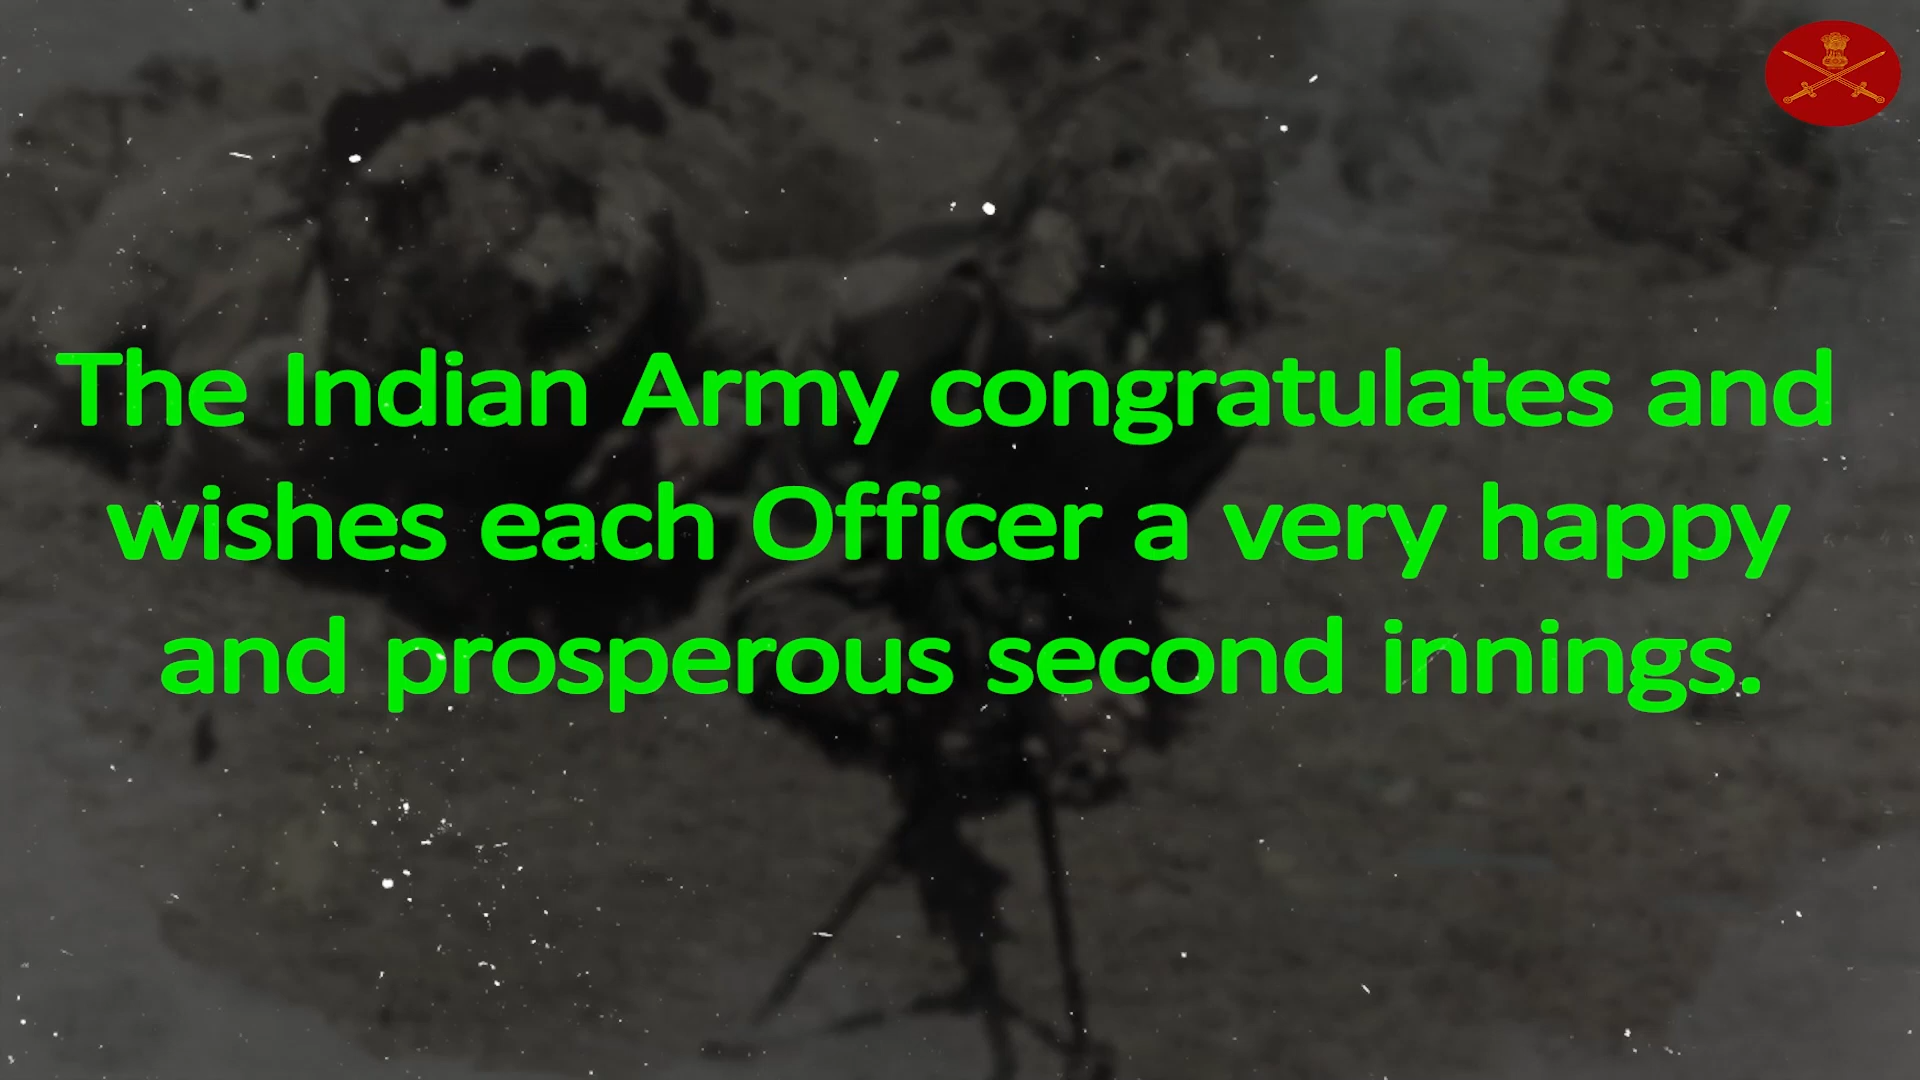 The Indian Army congratulates and
wishes each Officer a very happy
and prosperous second innings.